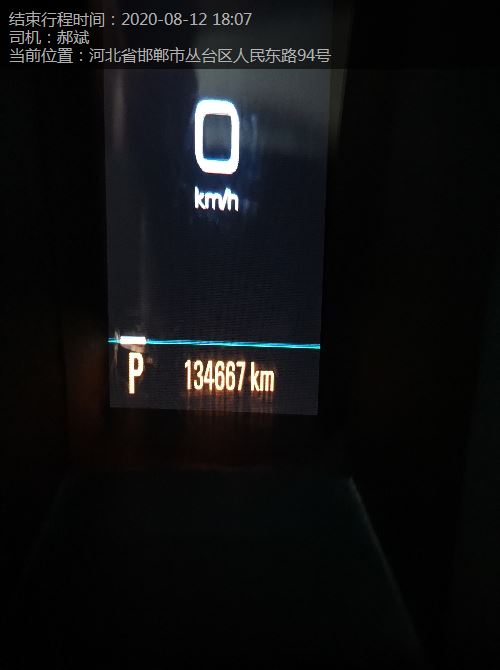 结束行程时间：2020-08-12 18:07
司机：郝斌
当前位置：河北省邯郸市丛台区人民东路94号
0
km/h
P 134667 km